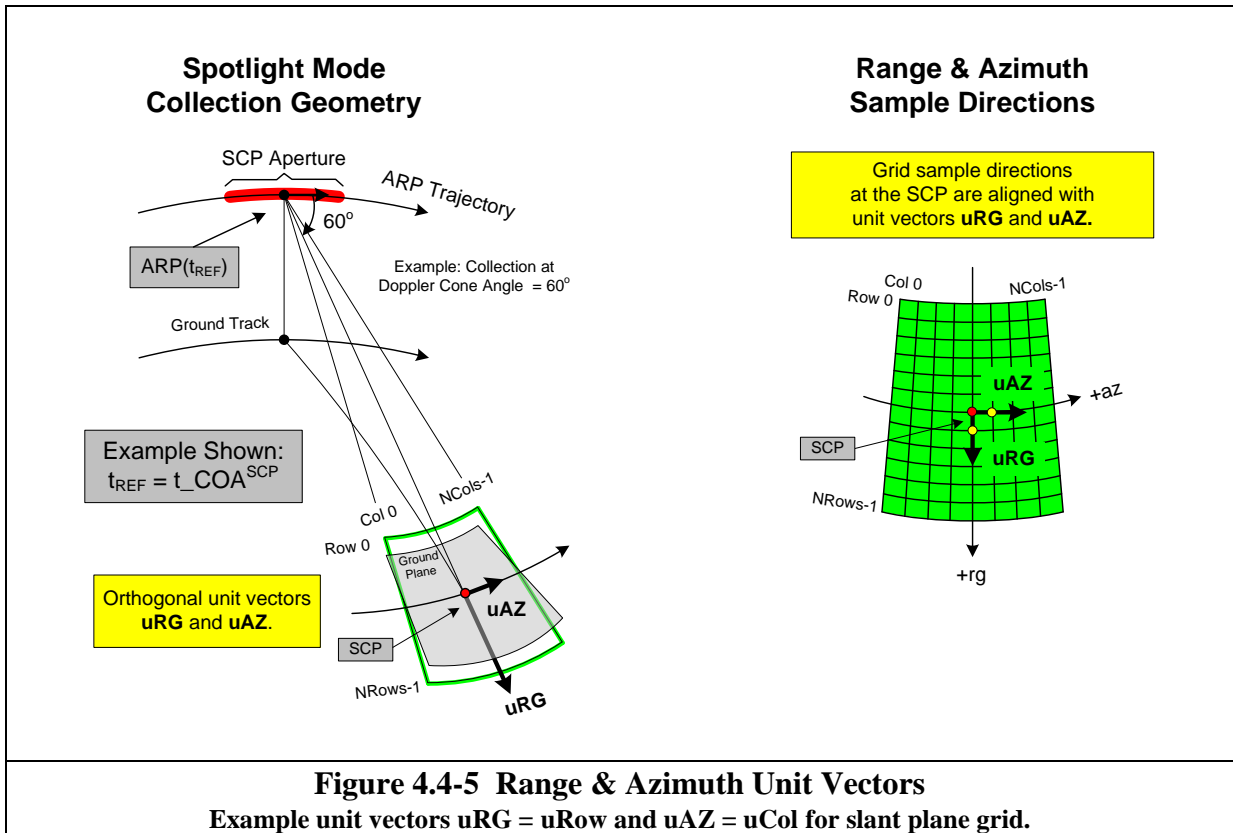 Spotlight Mode
Collection Geometry
SCP Aperture
ARP Trajectory
60o
ARP(tREF)
Example: Collection at
Doppler Cone Angle = 60o
Ground Track
Example Shown:
tREF = t_COASCP
NCols-1
Col 0
Row 0
Ground
Plane
Orthogonal unit vectors
uRG and uAZ.
uAZ
SCP
NRows-1
uRG
Range & Azimuth
Sample Directions
Grid sample directions
at the SCP are aligned with
unit vectors uRG and uAZ.
Col 0
NCols-1
Row 0
uAZ
+az
SCP
uRG
NRows-1
+rg
Figure 4.4-5 Range & Azimuth Unit Vectors
Example unit vectors uRG = uRow and uAZ = uCol for slant plane grid.